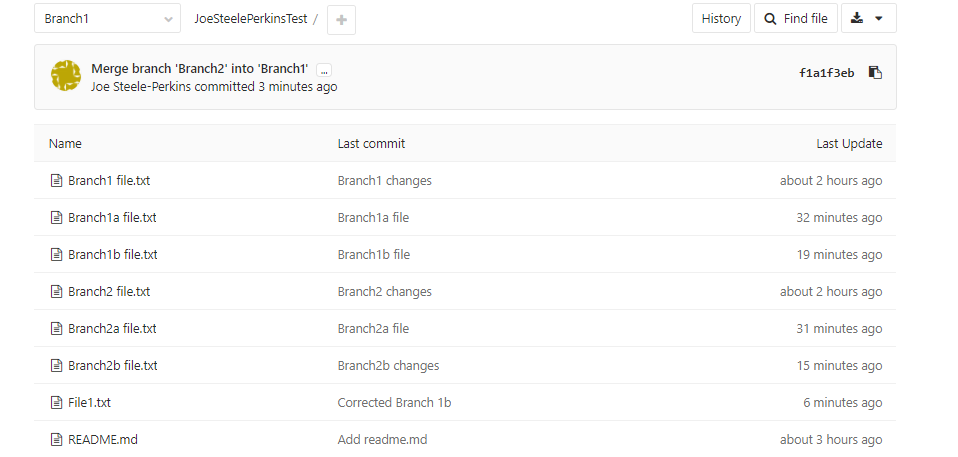 Branch1 JoeSteelePerkinsTest / + History Find file
Merge branch 'Branch2' into 'Branch1' ...
Joe Steele-Perkins committed 3 minutes ago f1a1f3eb
Name Last commit Last Update
Branch1 file.txt Branch1 changes about 2 hours ago
Branch1a file.txt Branch1a file 32 minutes ago
Branch1b file.txt Branch1b file 19 minutes ago
Branch2 file.txt Branch2 changes about 2 hours ago
Branch2a file.txt Branch2a file 31 minutes ago
Branch2b file.txt Branch2b changes 15 minutes ago
File1.txt Corrected Branch 1b 6 minutes ago
README.md Add readme.md about 3 hours ago